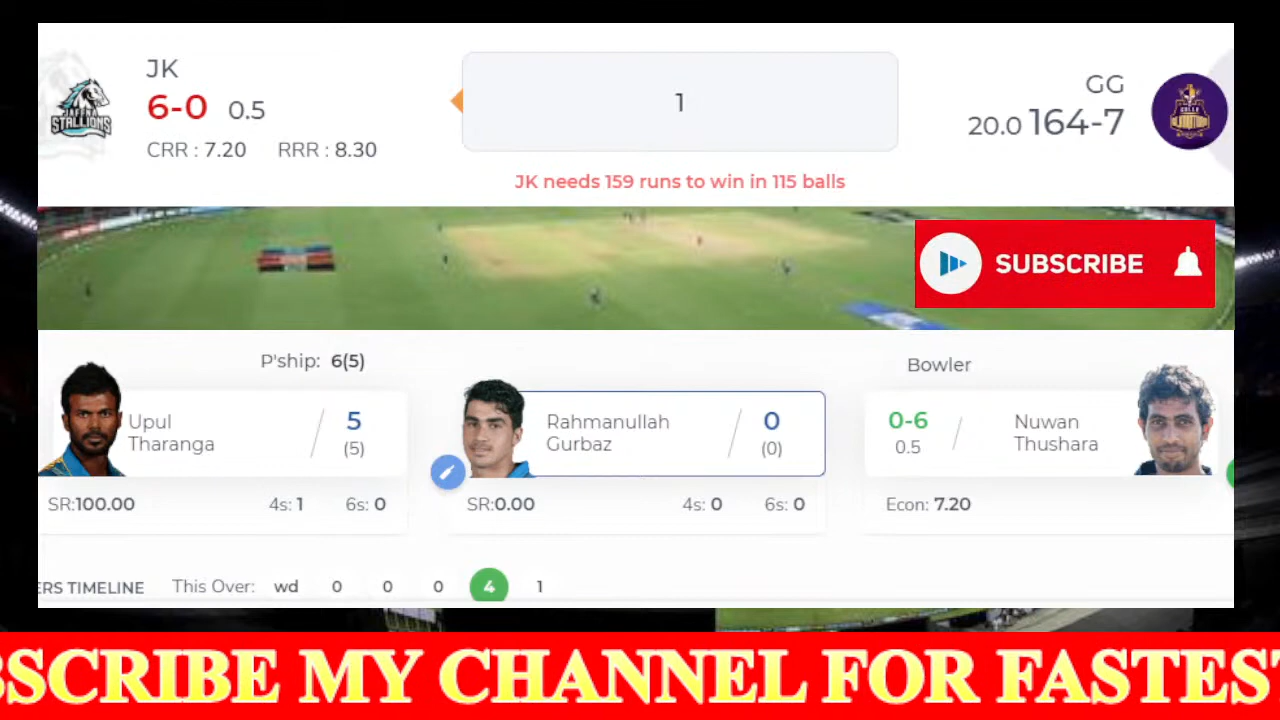 JK
6-0 0.5
CRR : 7.20 RRR : 8.30
JAFFNA
STALLIONS
1
JK needs 159 runs to win in 115 balls
GG
20.0 164-7
GALLE
SUBSCRIBE
P'ship: 6(5)
Upul
Tharanga
5
(5)
SR:100.00 4s: 1 6s: 0
Rahmanullah
Gurbaz
0
(0)
SR:0.00 4s: 0 6s: 0
Bowler
0-6
0.5
Nuwan
Thushara
Econ: 7.20
ERS TIMELINE This Over: wd 0 0 0 4 1
BSCRIBE MY CHANNEL FOR FASTEST